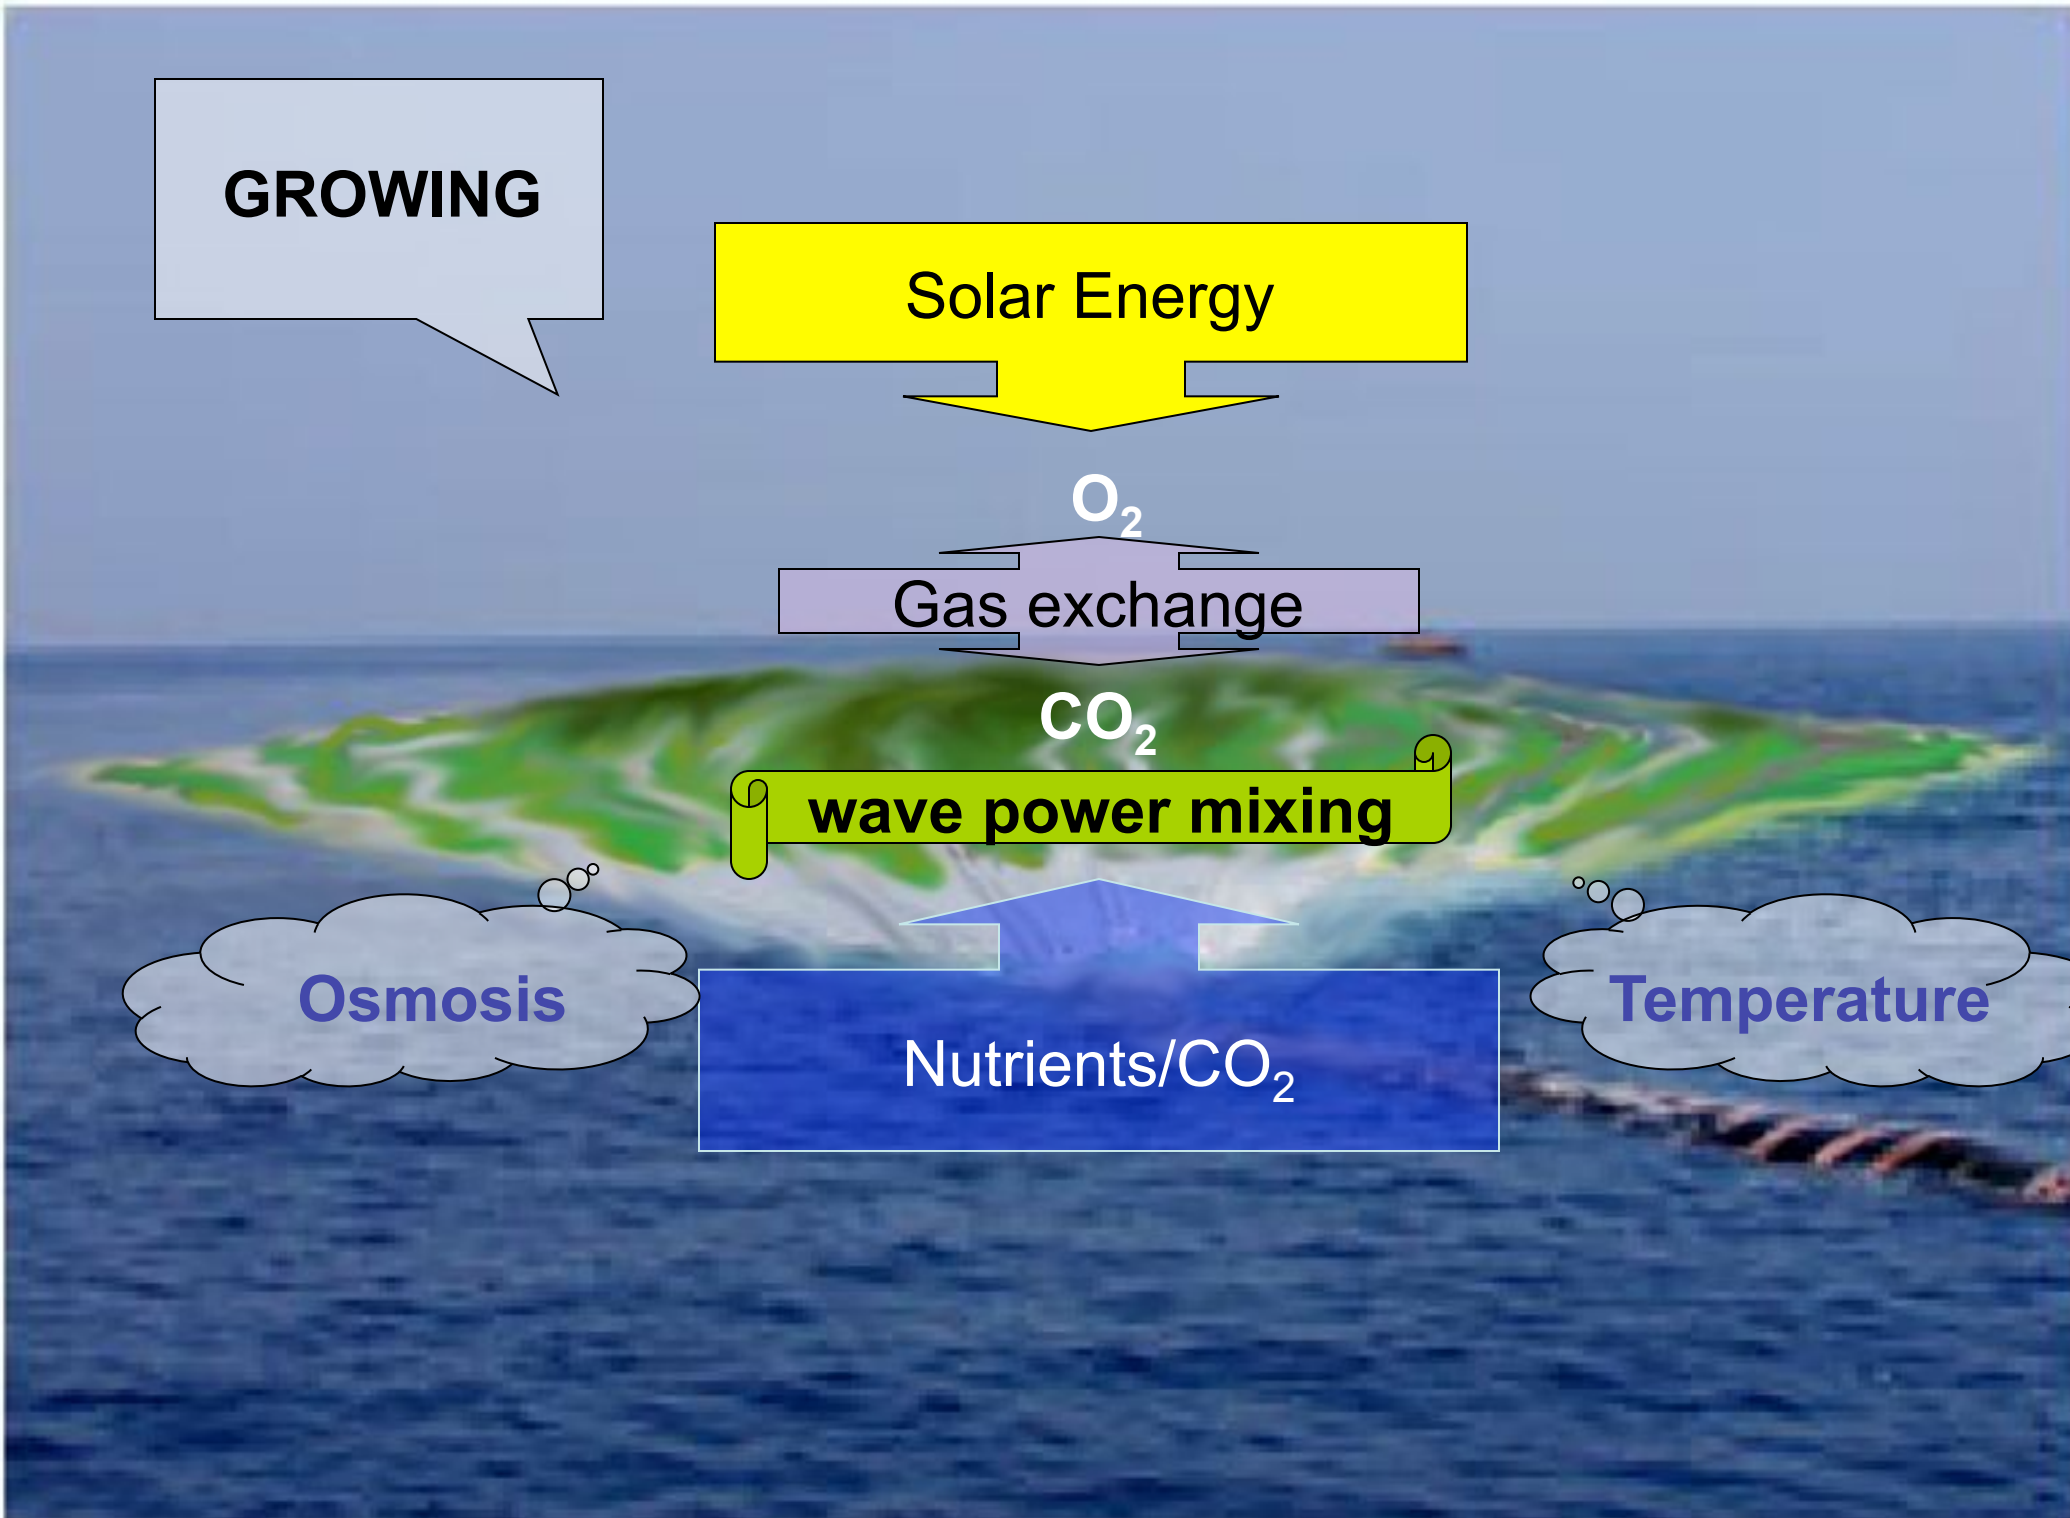 GROWING
Solar Energy
O₂
Gas exchange
CO₂
wave power mixing
Osmosis
Temperature
Nutrients/CO₂